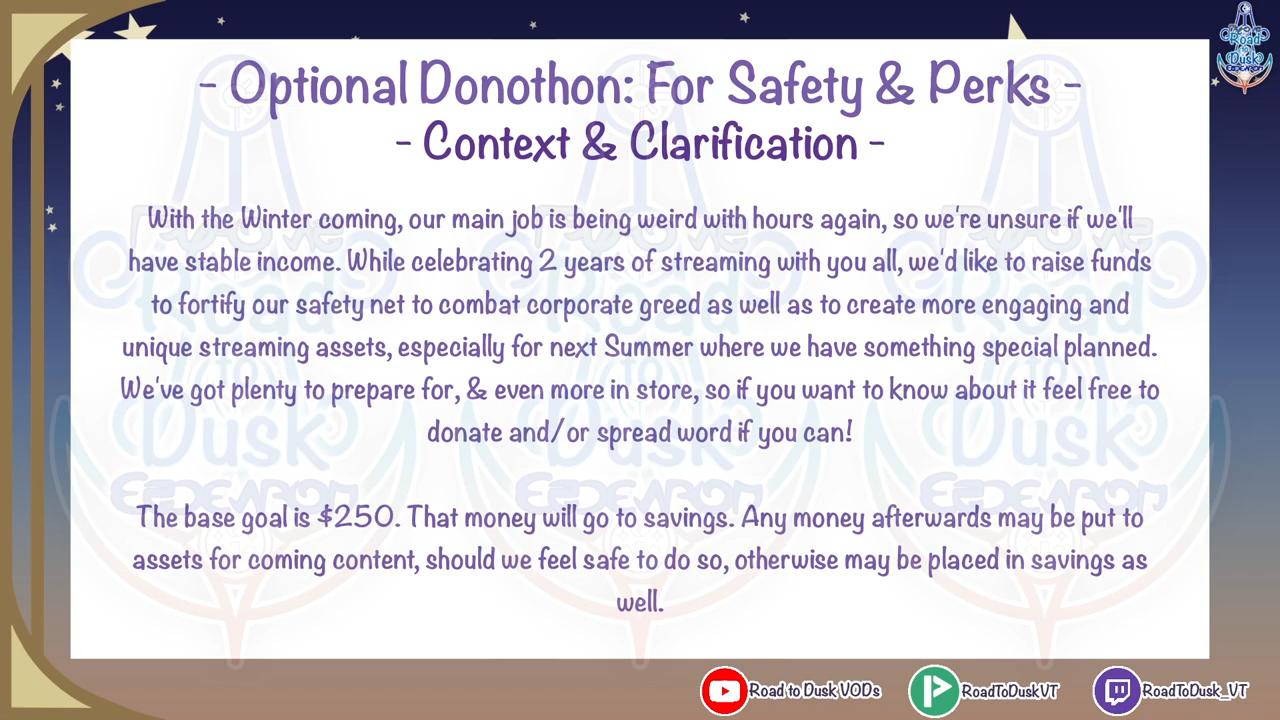 - Optional Donothon: For Safety & Perks -
- Context & Clarification -
With the Winter coming, our main job is being weird with hours again, so we're unsure if we'll
have stable income. While celebrating 2 years of streaming with you all, we'd like to raise funds
to fortify our safety net to combat corporate greed as well as to create more engaging and
unique streaming assets, especially for next Summer where we have something special planned.
We've got plenty to prepare for, & even more in store, so if you want to know about it feel free to
donate and/or spread word if you can!
The base goal is $250. That money will go to savings. Any money afterwards may be put to
assets for coming content, should we feel safe to do so, otherwise may be placed in savings as
well.
Road to Dusk VODs
RoadToDuskVT
RoadToDusk_VT
Road
to
Dusk